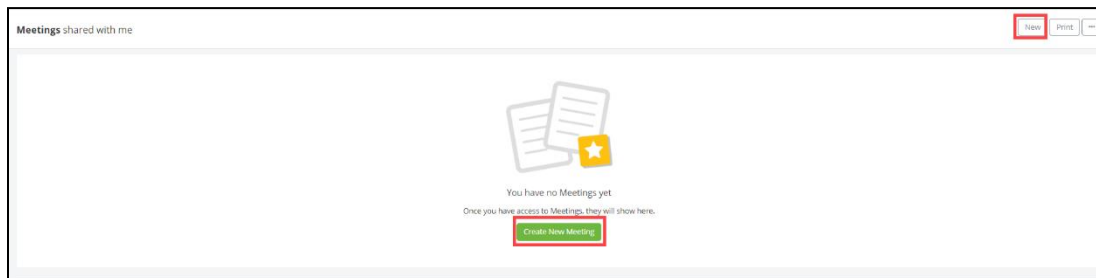 Meetings shared with me
New
Print
You have no Meetings yet
Once you have access to Meetings, they will show here.
Create New Meeting